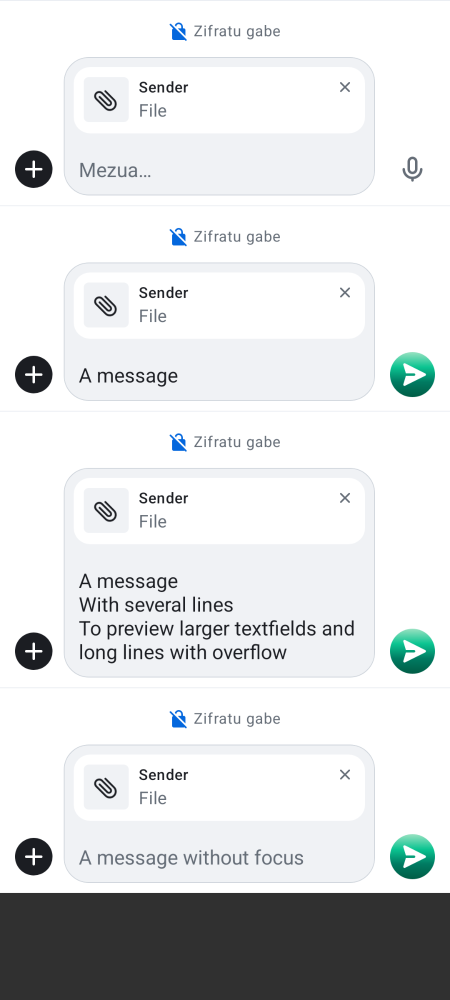 Zifratu gabe
Sender
File
Mezua…
Zifratu gabe
Sender
File
A message
Zifratu gabe
Sender
File
A message
With several lines
To preview larger textfields and
long lines with overflow
Zifratu gabe
Sender
File
A message without focus